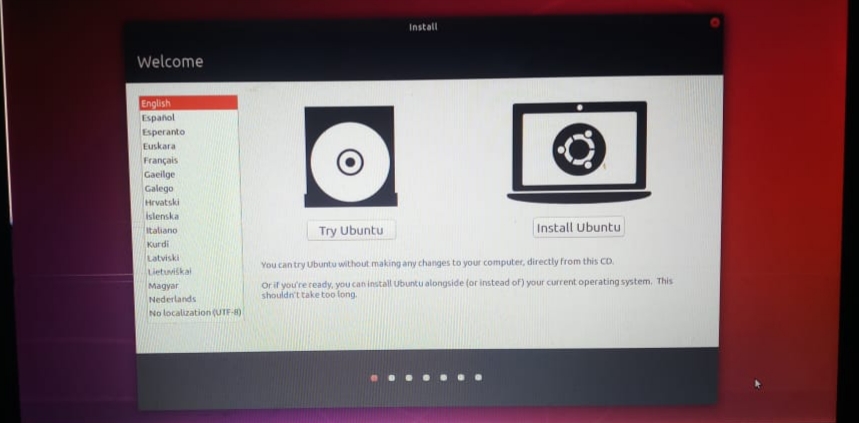 Install
Welcome
English
Español
Esperanto
Euskara
Français
Gaeilge
Galego
Hrvatski
Íslenska
Italiano
Kurdî
Latviski
Lietuviškai
Magyar
Nederlands
No localization (UTF-8)
Try Ubuntu
Install Ubuntu
You can try Ubuntu without making any changes to your computer, directly from this CD.
Or if you're ready, you can install Ubuntu alongside (or instead of) your current operating system. This
shouldn't take too long.